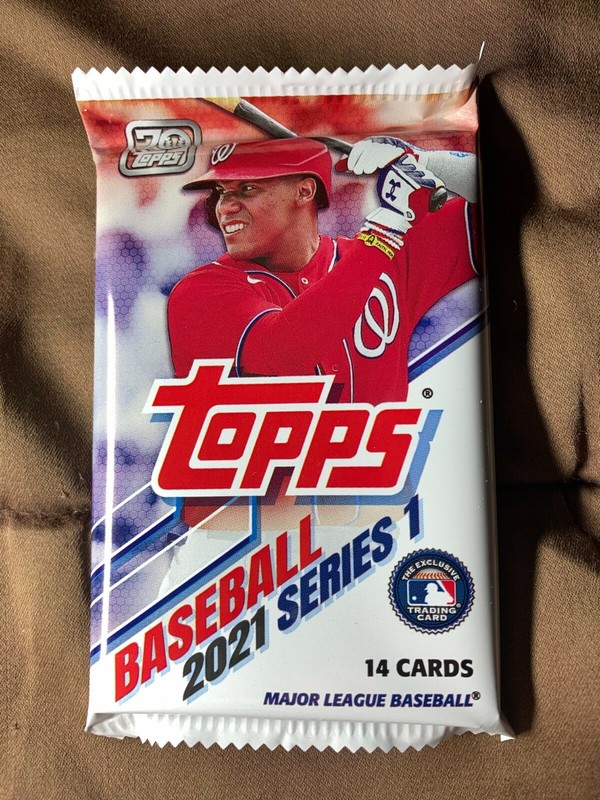 70
Topps
W
W
Topps®
BASEBALL
2021 SERIES 1
THE EXCLUSIVE
TRADING
CARD
14 CARDS
MAJOR LEAGUE BASEBALL®